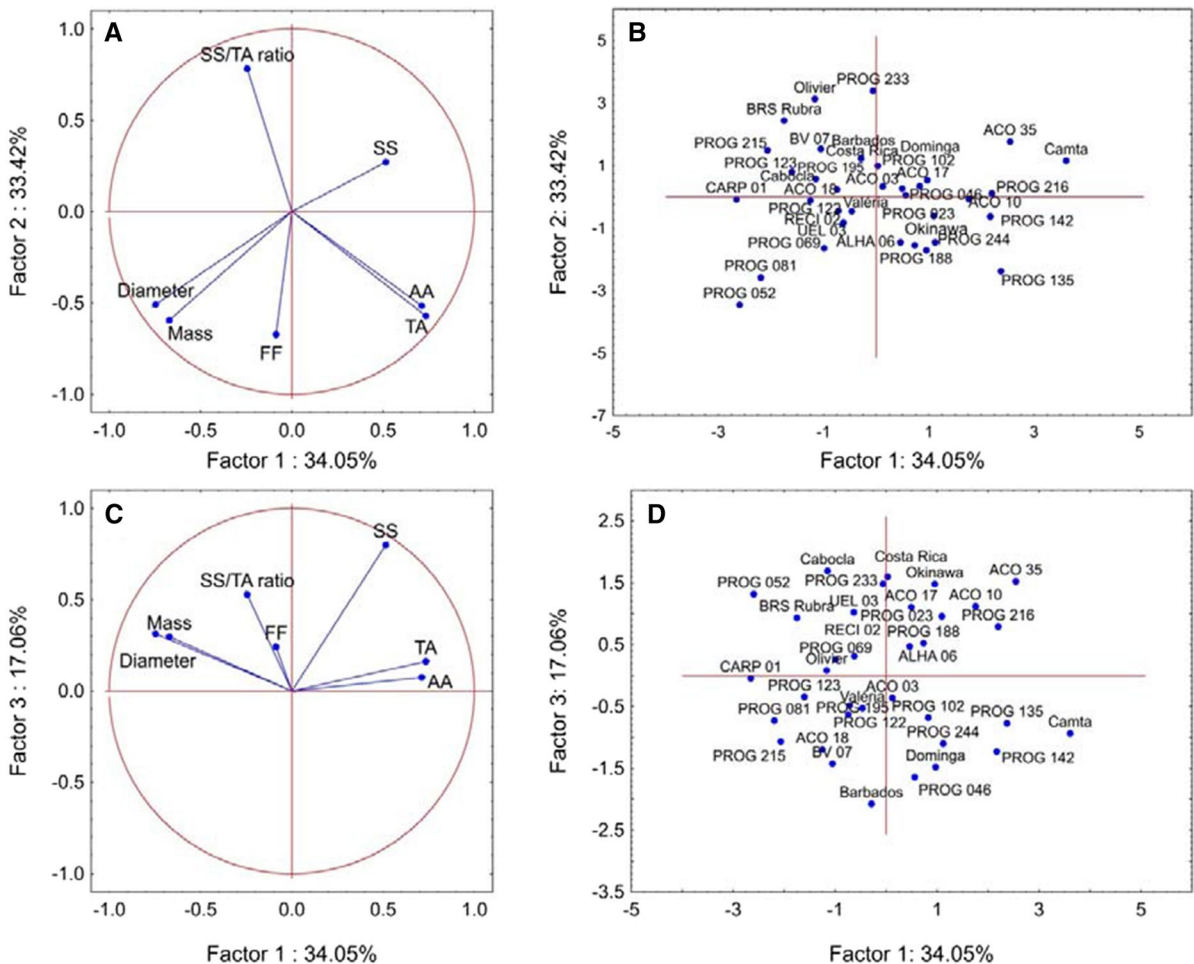 A
1.0
0.5
0.0
-0.5
-1.0
Factor 2 : 33.42%
SS/TA ratio
SS
Diameter
Mass
FF
AA
TA
-1.0 -0.5 0.0 0.5 1.0
Factor 1 : 34.05%
B
5
3
1
-1
-3
-5
-7
Factor 2: 33.42%
PROG 233
Olivier
BRS Rubra
ACO 35
PROG 215
BV 07
Barbados
Costa Rica
Dominga
Camta
PROG 123
PROG 195
PROG 102
Cabocla
ACO 03
ACO 17
CARP 01
ACO 18
PROG 046
PROG 216
ACO 10
PROG 122
Valéria
PROG 023
PROG 142
RECI 02
UEL 03
Okinawa
PROG 069
ALHA 06
PROG 244
PROG 188
PROG 081
PROG 135
PROG 052
-3 -1 1 3 5
Factor 1: 34.05%
C
1.0
0.5
0.0
-0.5
-1.0
Factor 3 : 17.06%
SS
SS/TA ratio
Mass
FF
Diameter
TA
AA
-1.0 -0.5 0.0 0.5 1.0
Factor 1 : 34.05%
D
2.5
1.5
0.5
-0.5
-1.5
-2.5
-3.5
Factor 3: 17.06%
Cabocla
Costa Rica
PROG 052
PROG 233
Okinawa
ACO 35
BRS Rubra
UEL 03
ACO 17
ACO 10
PROG 023
PROG 216
RECI 02
PROG 188
PROG 069
Olivier
ALHA 06
CARP 01
PROG 123
ACO 03
Valéria
PROG 081
PROG 195
PROG 102
PROG 135
PROG 122
Camta
ACO 18
PROG 244
PROG 215
BV 07
Dominga
PROG 142
Barbados
PROG 046
-5 -3 -1 1 3 5
Factor 1: 34.05%